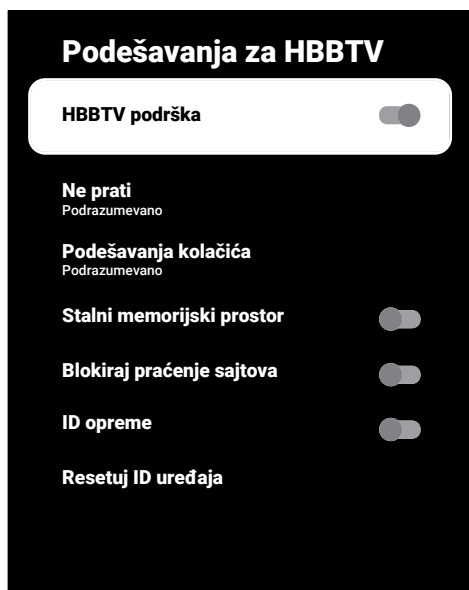 Podešavanja za HBBTV
HBBTV podrška
Ne prati
Podrazumevano
Podešavanja kolačića
Podrazumevano
Stalni memorijski prostor
Blokiraj praćenje sajtova
ID opreme
Resetuj ID uređaja